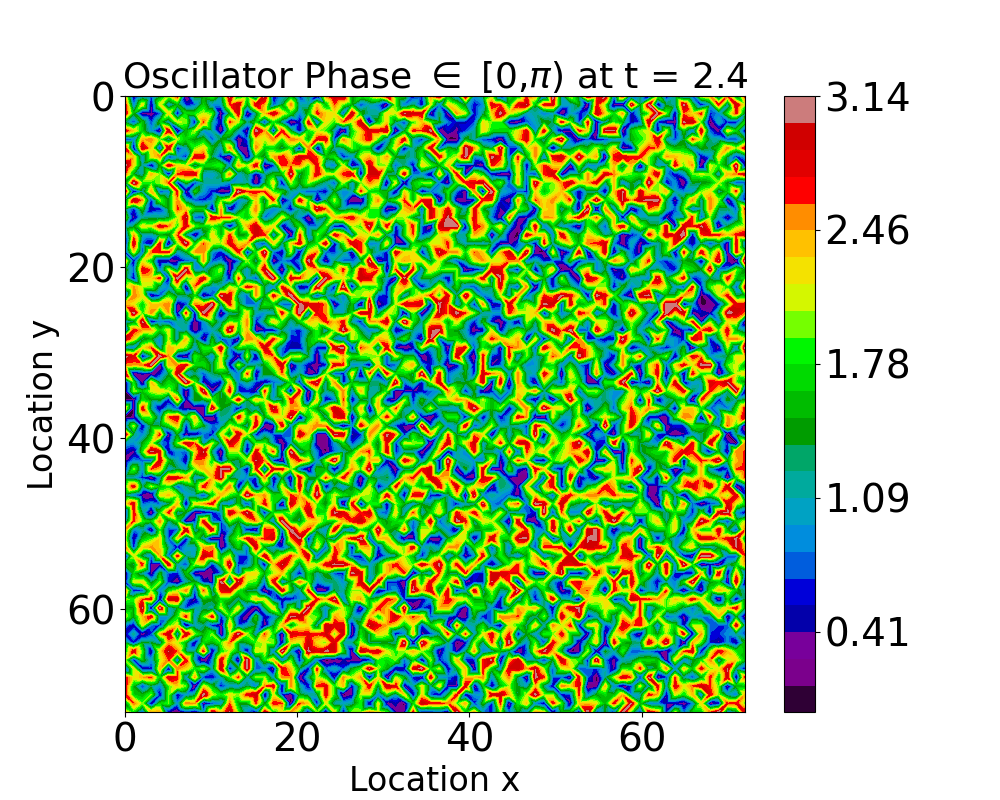 Oscillator Phase ∈ [0,π) at t = 2.4
0
20
40
60
Location y
0 20 40 60
Location x
3.14
2.46
1.78
1.09
0.41